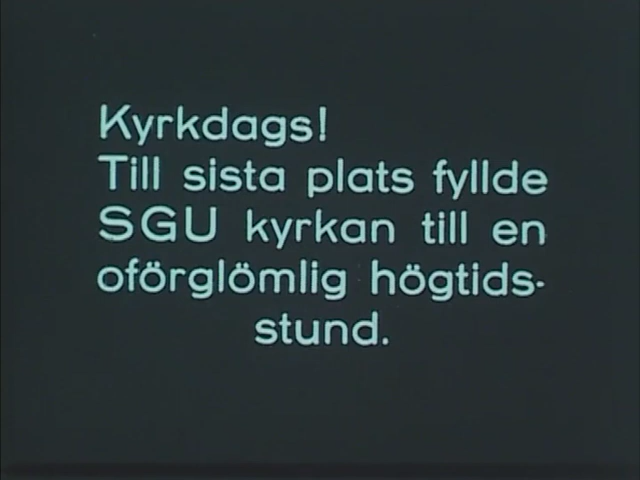 Kyrkdags!
Till sista plats fyllde
SGU kyrkan till en
oförglömlig högtids-
stund.